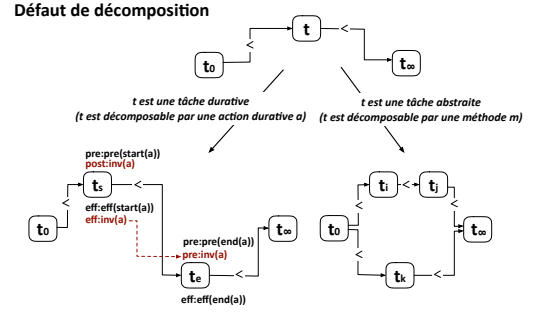 Défaut de décomposition
t
<
<
t0
t∞
t est une tâche durative
(t est décomposable par une action durative a)
t est une tâche abstraite
(t est décomposable par une méthode m)
pre:pre(start(a))
post:inv(a)
ts
<
<
eff:eff(start(a))
eff:inv(a)
t0
pre:pre(end(a))
pre:inv(a)
te
<
<
t∞
eff:eff(end(a))
ti
<
tj
<
<
t0
t∞
<
tk
<